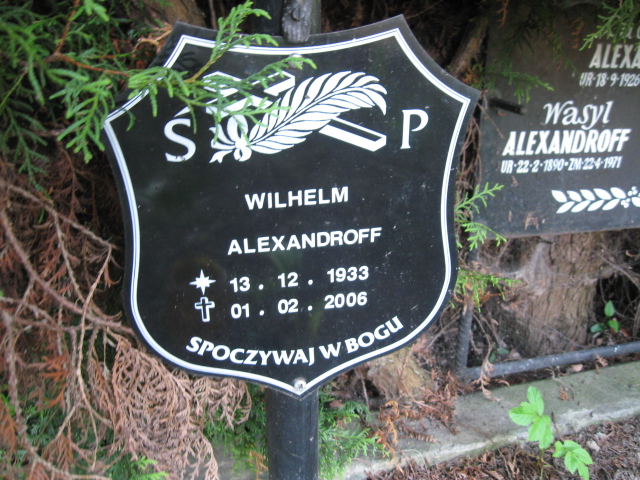 Ś P
WILHELM
ALEXANDROFF
13 . 12 . 1933
01 . 02 . 2006
SPOCZYWAJ W BOGU
UR·18·9·1926
Wasyl
ALEXANDROFF
UR·22·2·1890·ZM·22·4·1971